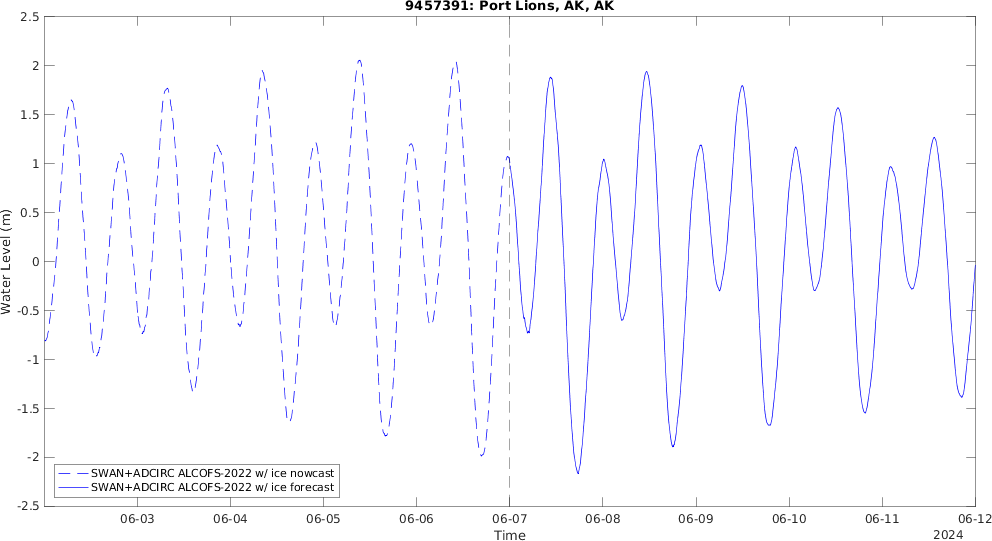 9457391: Port Lions, AK, AK
2.5
2
1.5
1
0.5
0
-0.5
-1
-1.5
-2
-2.5
Water Level (m)
SWAN+ADCIRC ALCOFS-2022 w/ ice nowcast
SWAN+ADCIRC ALCOFS-2022 w/ ice forecast
06-03 06-04 06-05 06-06 06-07 06-08 06-09 06-10 06-11 06-12
Time
2024